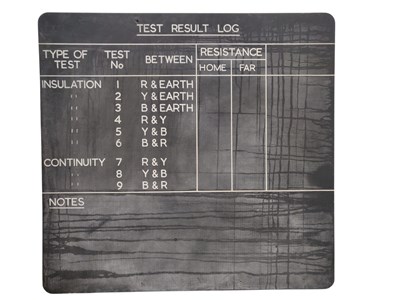 TEST RESULT LOG
TYPE OF TEST TEST No BETWEEN RESISTANCE
HOME FAR
INSULATION 1 R & EARTH
" 2 Y & EARTH
" 3 B & EARTH
" 4 R & Y
" 5 Y & B
" 6 B & R
CONTINUITY 7 R & Y
" 8 Y & B
" 9 B & R
NOTES